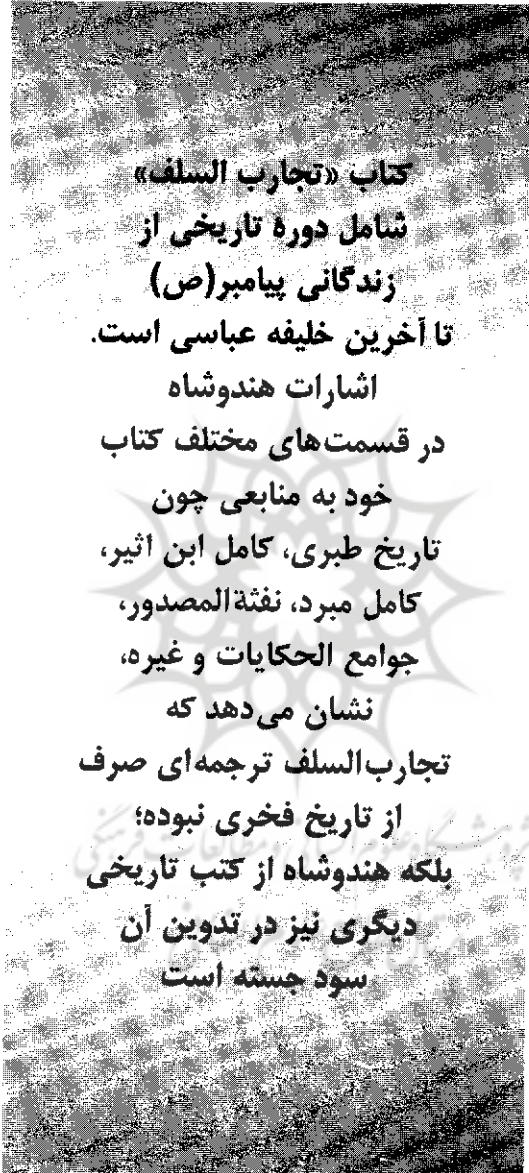 کتاب «تجارب السلف»
شامل دورهٔ تاریخی از
زندگانی پیامبر(ص)
تا آخرین خلیفه عباسی است.
اشارات هندوشاه
در قسمت‌های مختلف کتاب
خود به منابعی چون
تاریخ طبری، کامل ابن اثیر،
کامل مبرد، نفثةالمصدور،
جوامع الحکایات و غیره،
نشان می‌دهد که
تجارب‌السلف ترجمه‌ای صرف
از تاریخ فخری نبوده؛
بلکه هندوشاه از کتب تاریخی
دیگری نیز در تدوین آن
سود جسته است